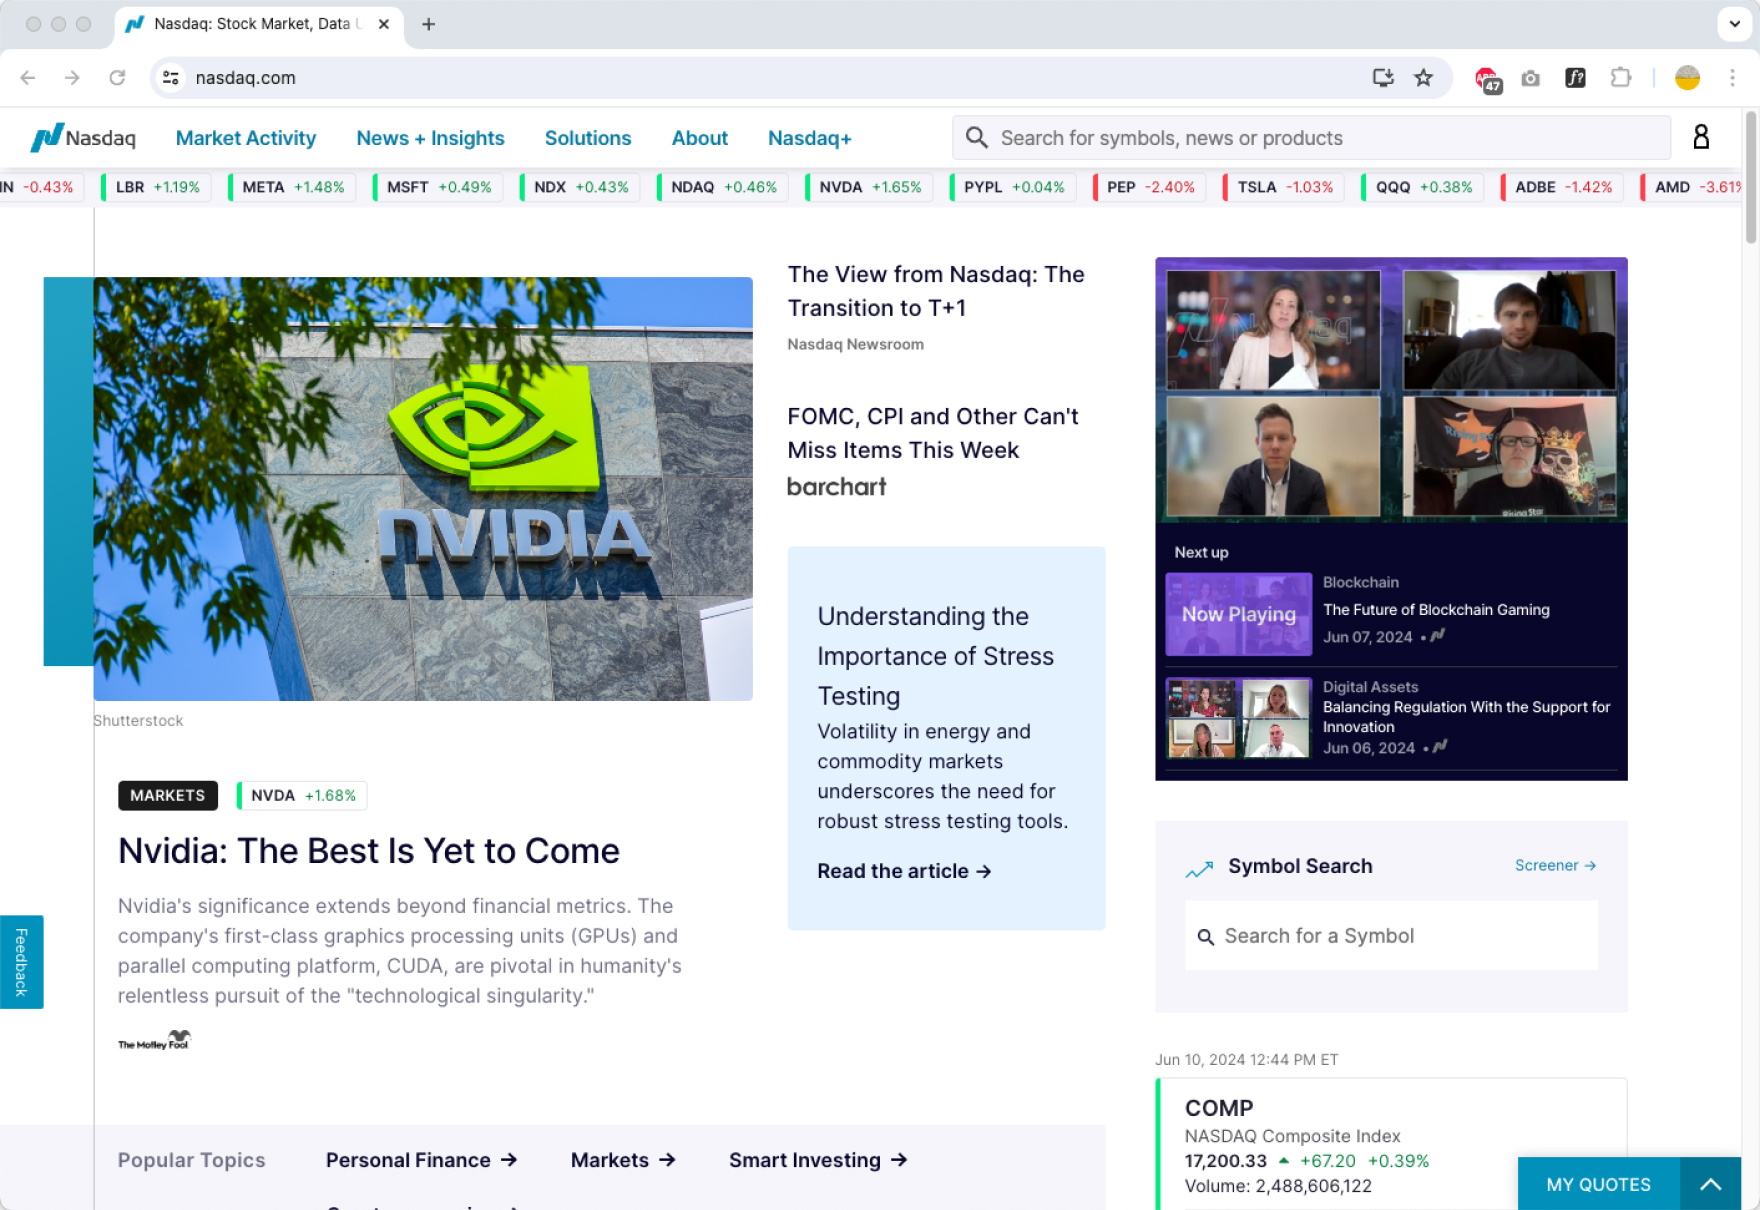 Nasdaq: Stock Market, Data U
nasdaq.com
47
f?
Nasdaq
Market Activity
News + Insights
Solutions
About
Nasdaq+
Search for symbols, news or products
IN -0.43%
LBR +1.19%
META +1.48%
MSFT +0.49%
NDX +0.43%
NDAQ +0.46%
NVDA +1.65%
PYPL +0.04%
PEP -2.40%
TSLA -1.03%
QQQ +0.38%
ADBE -1.42%
AMD -3.61%
NVIDIA
Shutterstock
MARKETS
NVDA +1.68%
Nvidia: The Best Is Yet to Come
Nvidia's significance extends beyond financial metrics. The
company's first-class graphics processing units (GPUs) and
parallel computing platform, CUDA, are pivotal in humanity's
relentless pursuit of the "technological singularity."
The Motley Fool
The View from Nasdaq: The
Transition to T+1
Nasdaq Newsroom
FOMC, CPI and Other Can't
Miss Items This Week
barchart
Understanding the
Importance of Stress
Testing
Volatility in energy and
commodity markets
underscores the need for
robust stress testing tools.
Read the article →
Nasdaq
Rising
Rising Star
Next up
Now Playing
Blockchain
The Future of Blockchain Gaming
Jun 07, 2024 •
Digital Assets
Balancing Regulation With the Support for
Innovation
Jun 06, 2024 •
Symbol Search
Screener →
Search for a Symbol
Jun 10, 2024 12:44 PM ET
COMP
NASDAQ Composite Index
17,200.33 ▲ +67.20 +0.39%
Volume: 2,488,606,122
MY QUOTES
Feedback
Popular Topics
Personal Finance →
Markets →
Smart Investing →